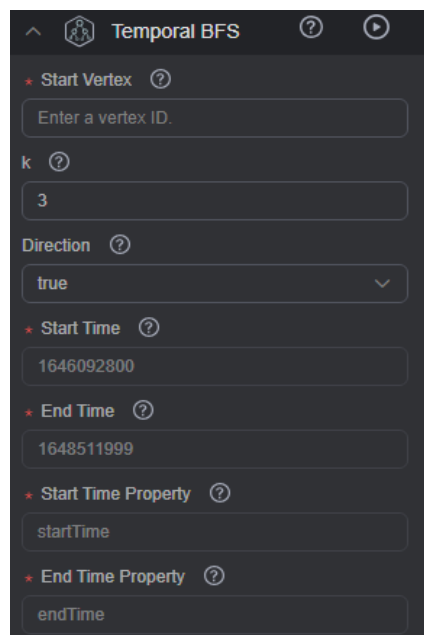 Temporal BFS
* Start Vertex
Enter a vertex ID.
k
3
Direction
true
* Start Time
1646092800
* End Time
1648511999
* Start Time Property
startTime
* End Time Property
endTime